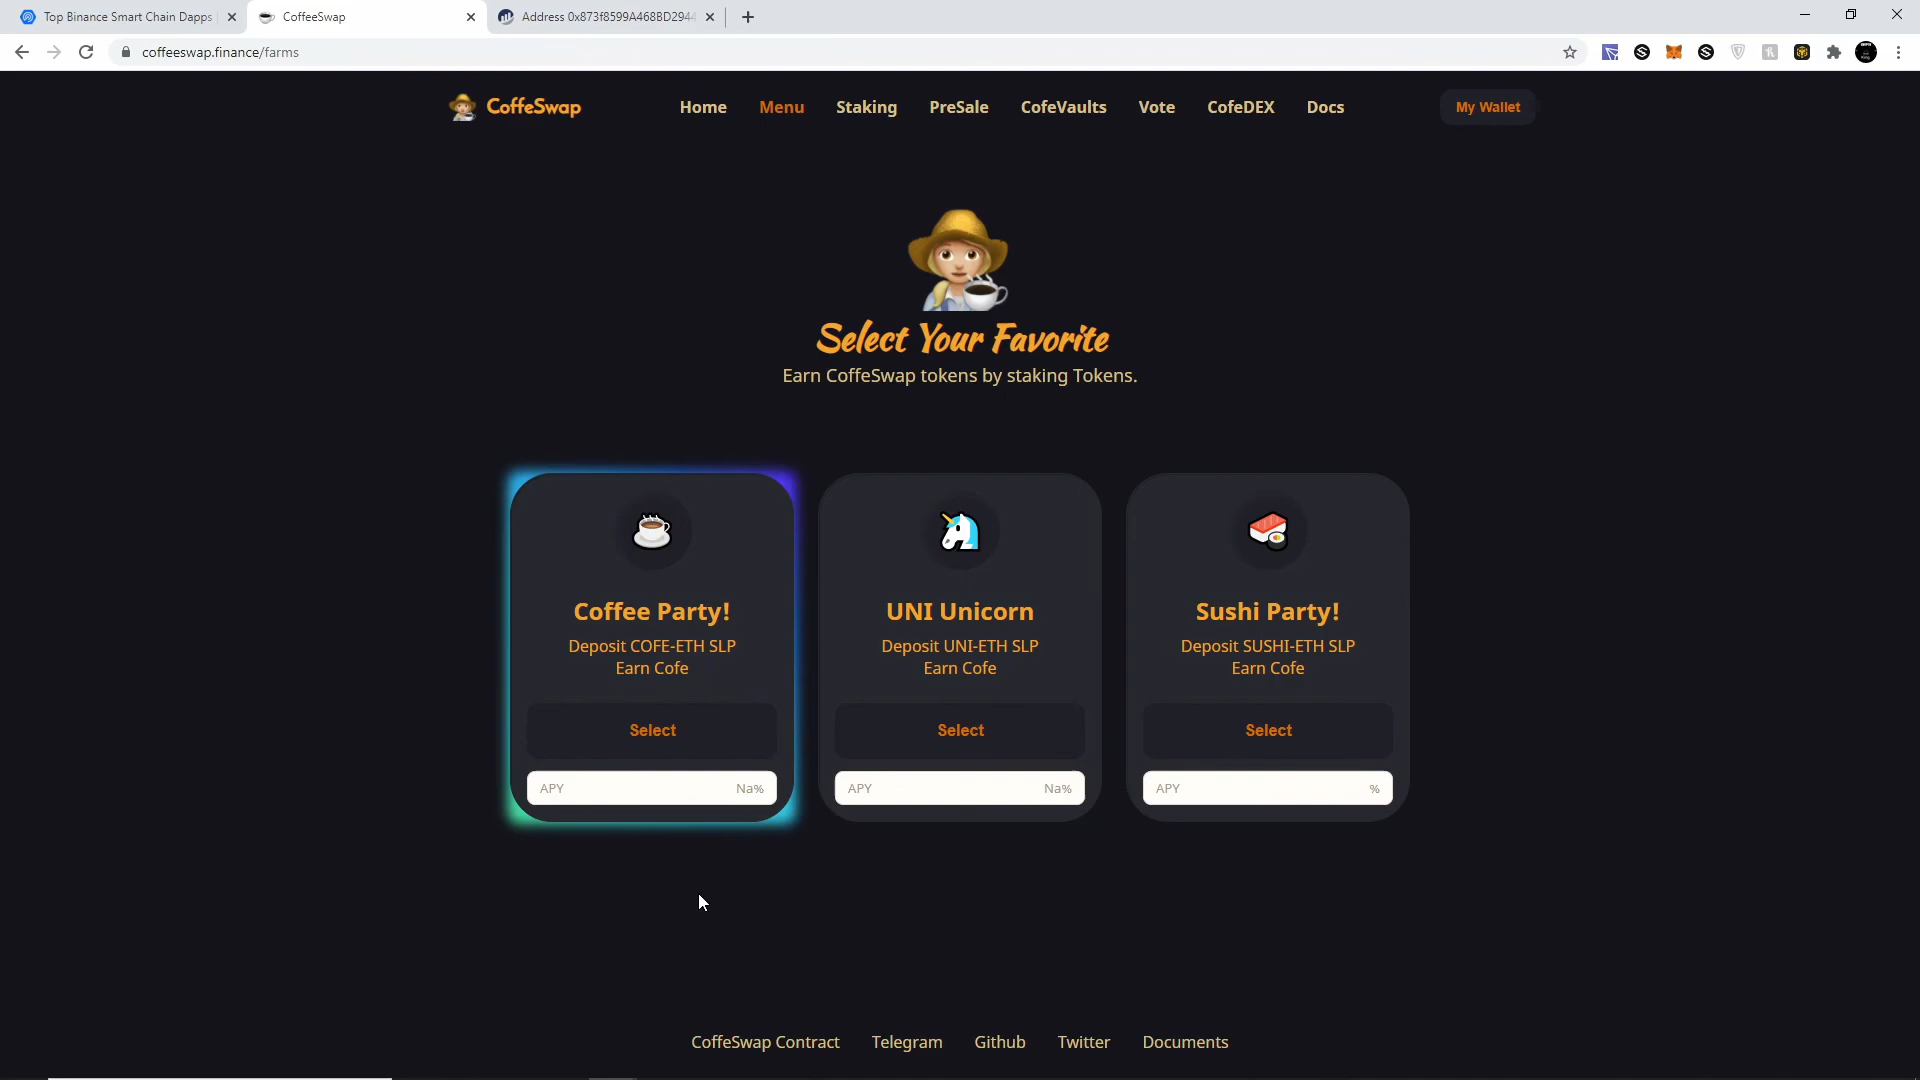 Top Binance Smart Chain Dapps
CoffeeSwap
Address 0x873f8599A468BD2944
coffeeswap.finance/farms
CoffeSwap
Home
Menu
Staking
PreSale
CofeVaults
Vote
CofeDEX
Docs
My Wallet
Select Your Favorite
Earn CoffeSwap tokens by staking Tokens.
Coffee Party!
Deposit COFE-ETH SLP
Earn Cofe
Select
APY Na%
UNI Unicorn
Deposit UNI-ETH SLP
Earn Cofe
Select
APY Na%
Sushi Party!
Deposit SUSHI-ETH SLP
Earn Cofe
Select
APY %
CoffeSwap Contract
Telegram
Github
Twitter
Documents